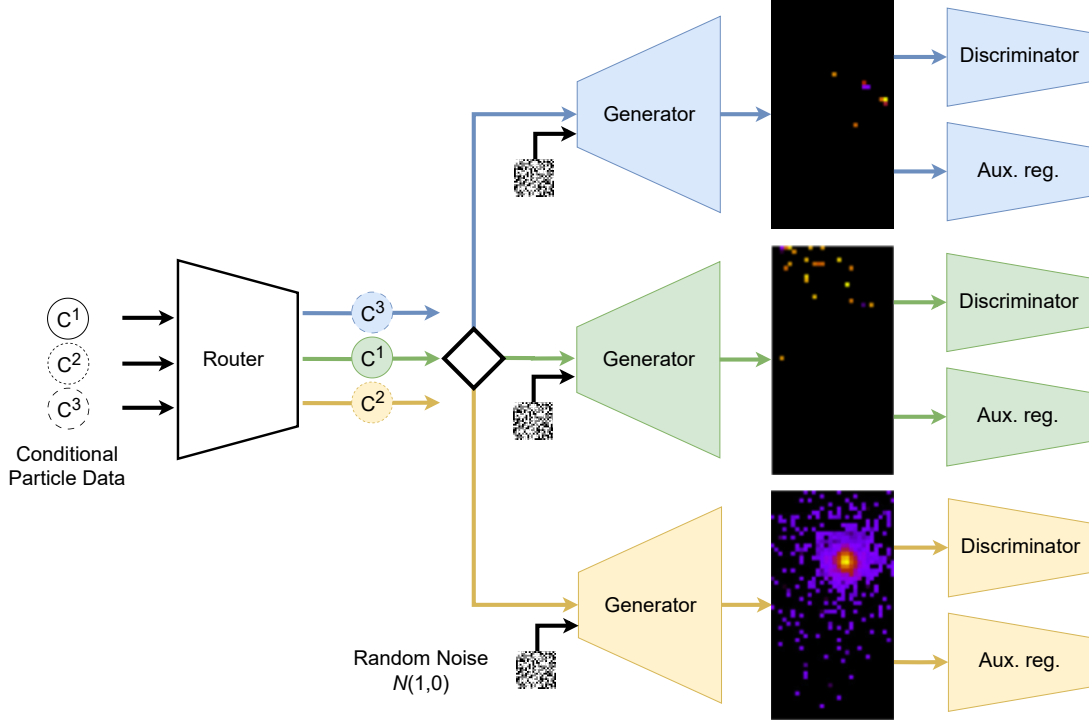 C¹
C²
C³
Conditional
Particle Data
Router
C³
C¹
C²
Random Noise
N(1,0)
Generator
Discriminator
Aux. reg.
Generator
Discriminator
Aux. reg.
Generator
Discriminator
Aux. reg.